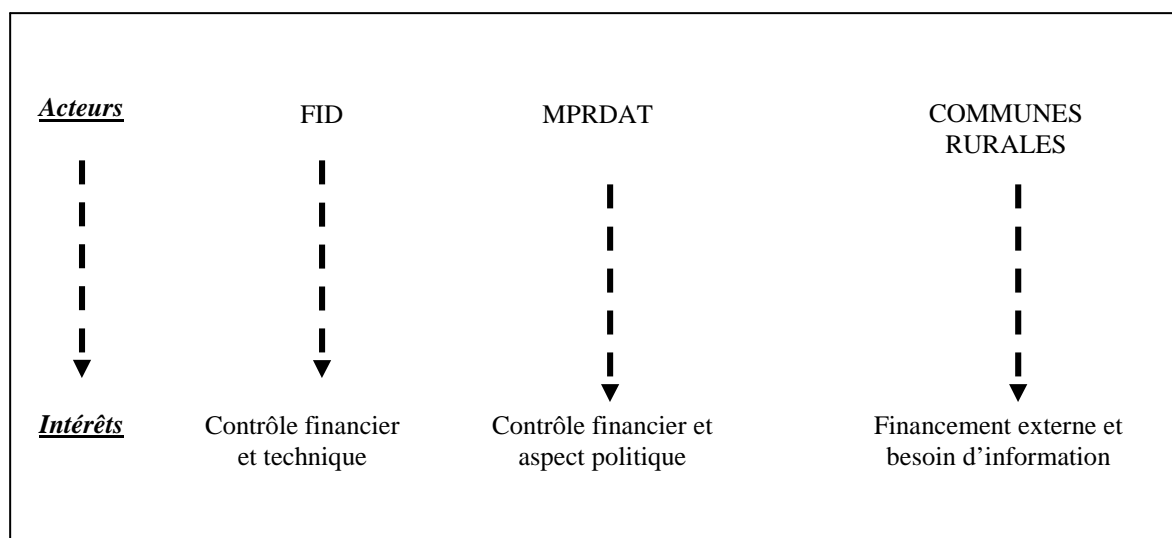 Acteurs
FID
MPRDAT
COMMUNES
RURALES
Intérêts
Contrôle financier
et technique
Contrôle financier et
aspect politique
Financement externe et
besoin d’information